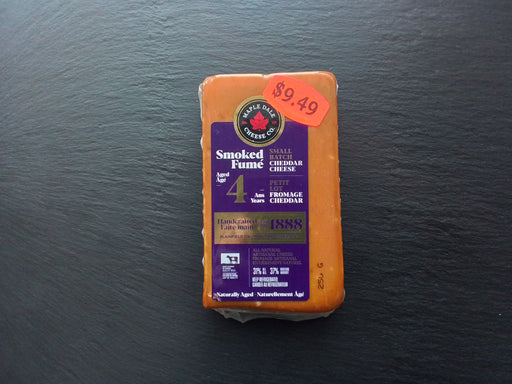 $9.49
MAPLE DALE
CHEESE CO.
Smoked
Fumé
SMALL
BATCH
CHEDDAR
CHEESE
Aged
Âgé
4
Ans
Years
PETIT
LOT
FROMAGE
CHEDDAR
Handcrafted
Fait e main
1888
ALL NATURAL
ARTISANAL CHEESE
FROMAGE ARTISANAL
31% 37%
KEEP REFRIGERATED
GARDER AU RÉFRIGÉRATEUR
250 G
Naturally Aged Naturellement Âgé